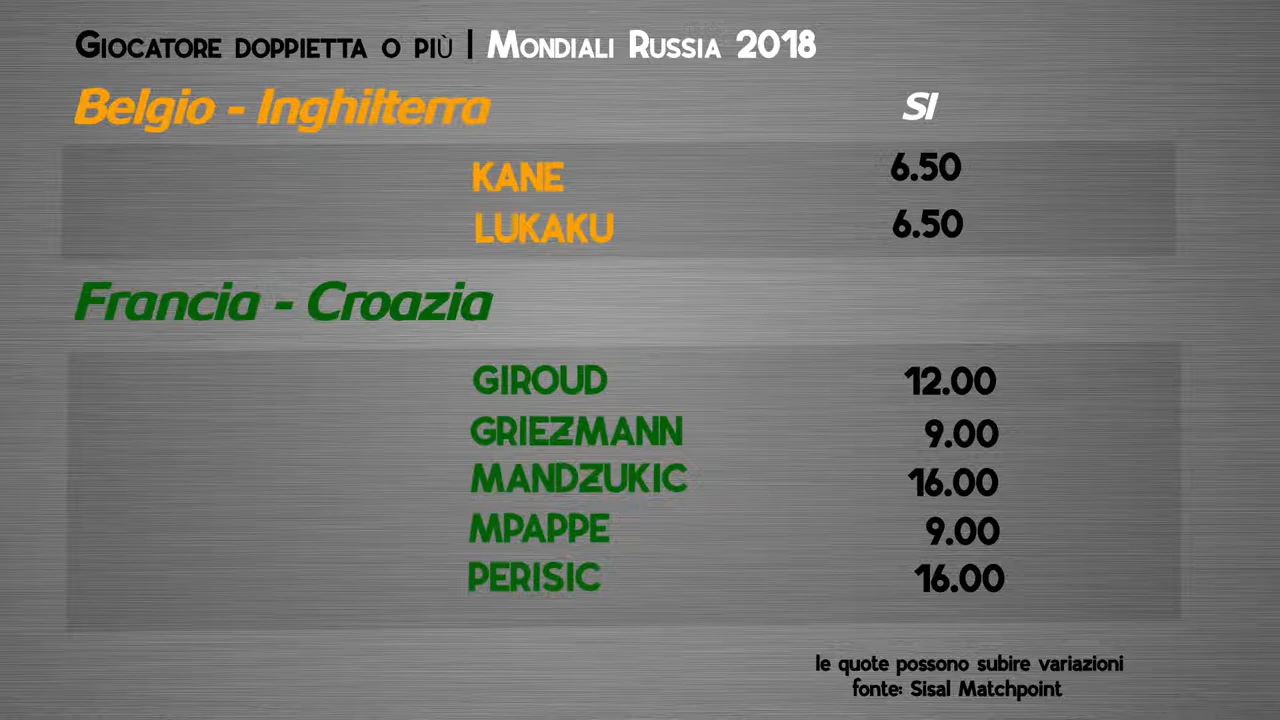 Giocatore doppietta o più | Mondiali Russia 2018
Belgio - Inghilterra SI
KANE 6.50
LUKAKU 6.50
Francia - Croazia
GIROUD 12.00
GRIEZMANN 9.00
MANDZUKIC 16.00
MPAPPE 9.00
PERISIC 16.00
le quote possono subire variazioni
fonte: Sisal Matchpoint